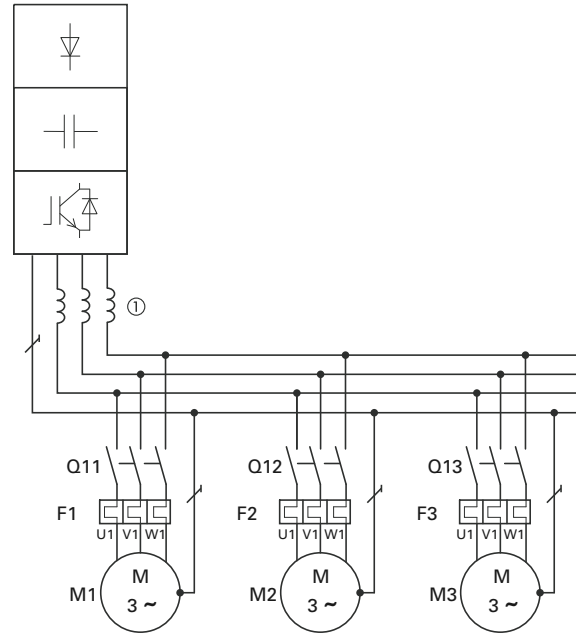 ①
Q11 Q12 Q13
F1 F2 F3
U1 V1 W1 U1 V1 W1 U1 V1 W1
M M M
M1 M2 M3
3 ~ 3 ~ 3 ~